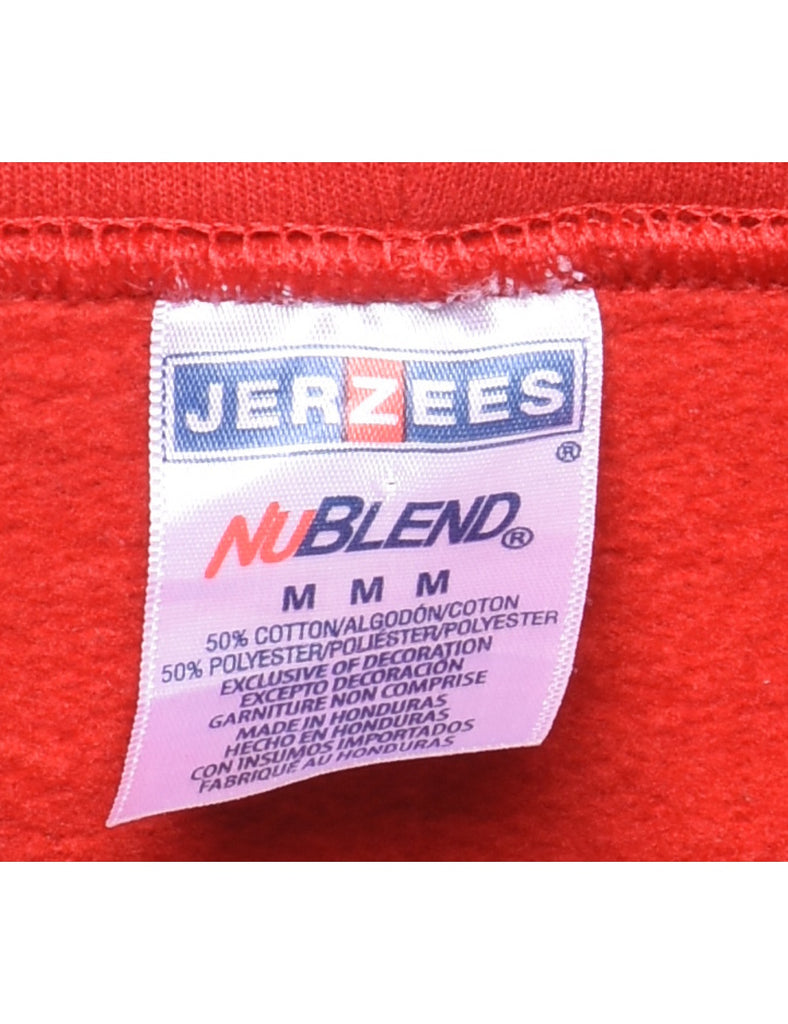 JERZEES
®
NUBLEND®
M M M
50% COTTON/ALGODÓN/COTON
50% POLYESTER/POLIÉSTER/POLYESTER
EXCLUSIVE OF DECORATION
EXCEPTO DECORACIÓN
GARNITURE NON COMPRISE
MADE IN HONDURAS
HECHO EN HONDURAS
CON INSUMOS IMPORTADOS
FABRIQUÉ AU HONDURAS